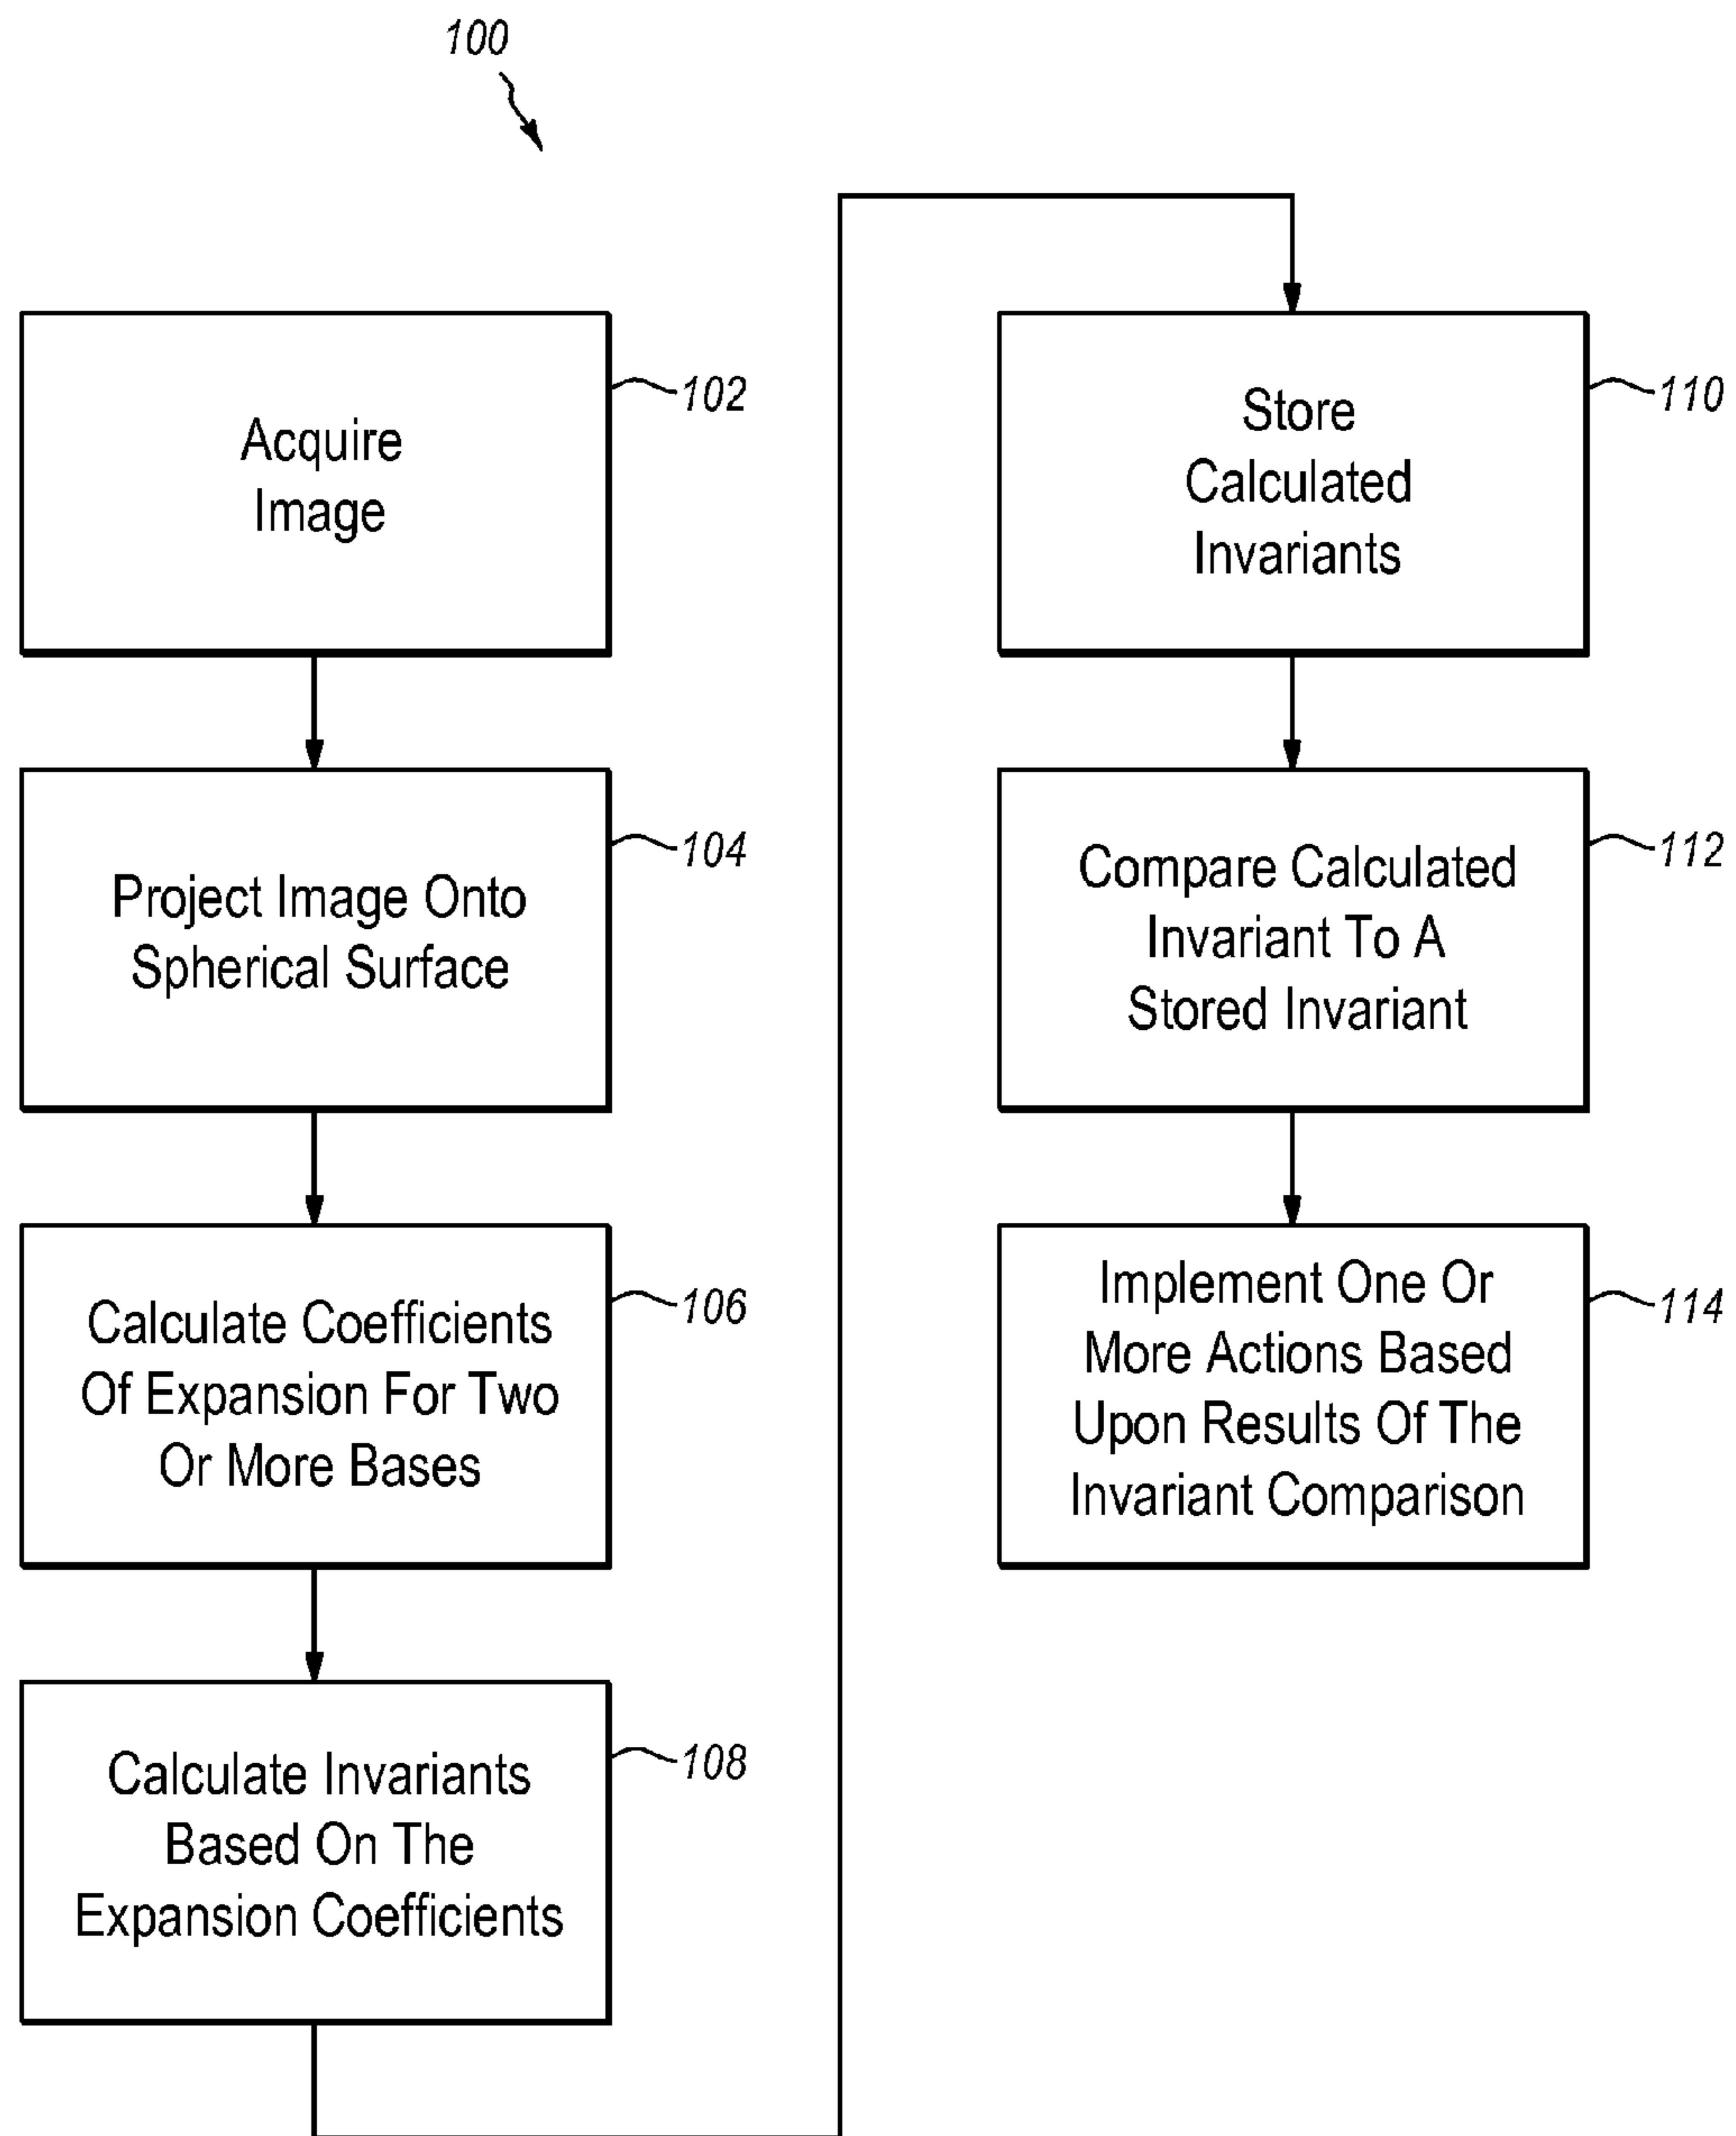 100
Acquire
Image
102
Project Image Onto
Spherical Surface
104
Calculate Coefficients
Of Expansion For Two
Or More Bases
106
Calculate Invariants
Based On The
Expansion Coefficients
108
Store
Calculated
Invariants
110
Compare Calculated
Invariant To A
Stored Invariant
112
Implement One Or
More Actions Based
Upon Results Of The
Invariant Comparison
114